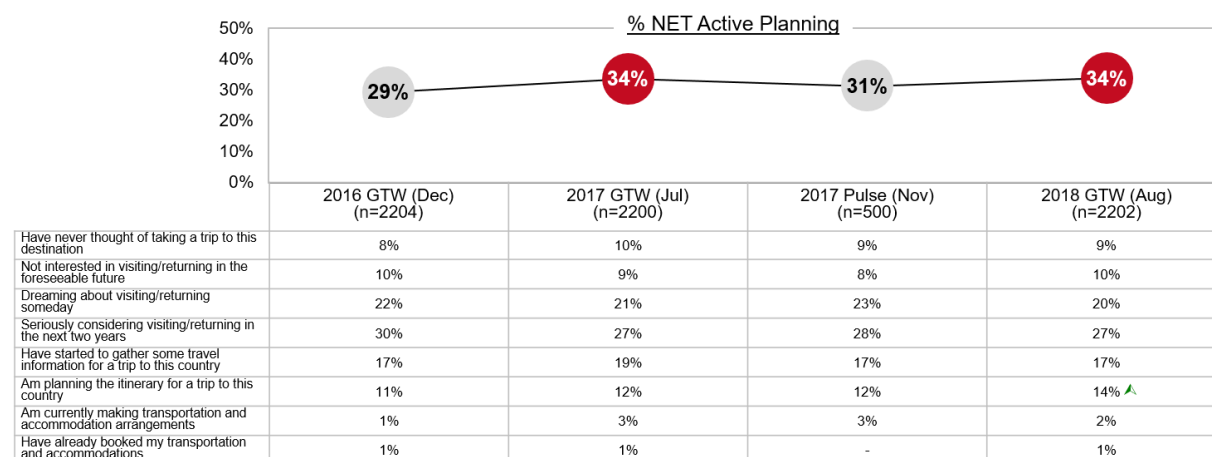 % NET Active Planning
50%
40%
30%
20%
10%
0%
29%
34%
31%
34%
2016 GTW (Dec)
(n=2204)
2017 GTW (Jul)
(n=2200)
2017 Pulse (Nov)
(n=500)
2018 GTW (Aug)
(n=2202)
Have never thought of taking a trip to this
destination
8% 10% 9% 9%
Not interested in visiting/returning in the
foreseeable future
10% 9% 8% 10%
Dreaming about visiting/returning
someday
22% 21% 23% 20%
Seriously considering visiting/returning in
the next two years
30% 27% 28% 27%
Have started to gather some travel
information for a trip to this country
17% 19% 17% 17%
Am planning the itinerary for a trip to this
country
11% 12% 12% 14%
Am currently making transportation and
accommodation arrangements
1% 3% 3% 2%
Have already booked my transportation
and accommodations
1% 1% - 1%